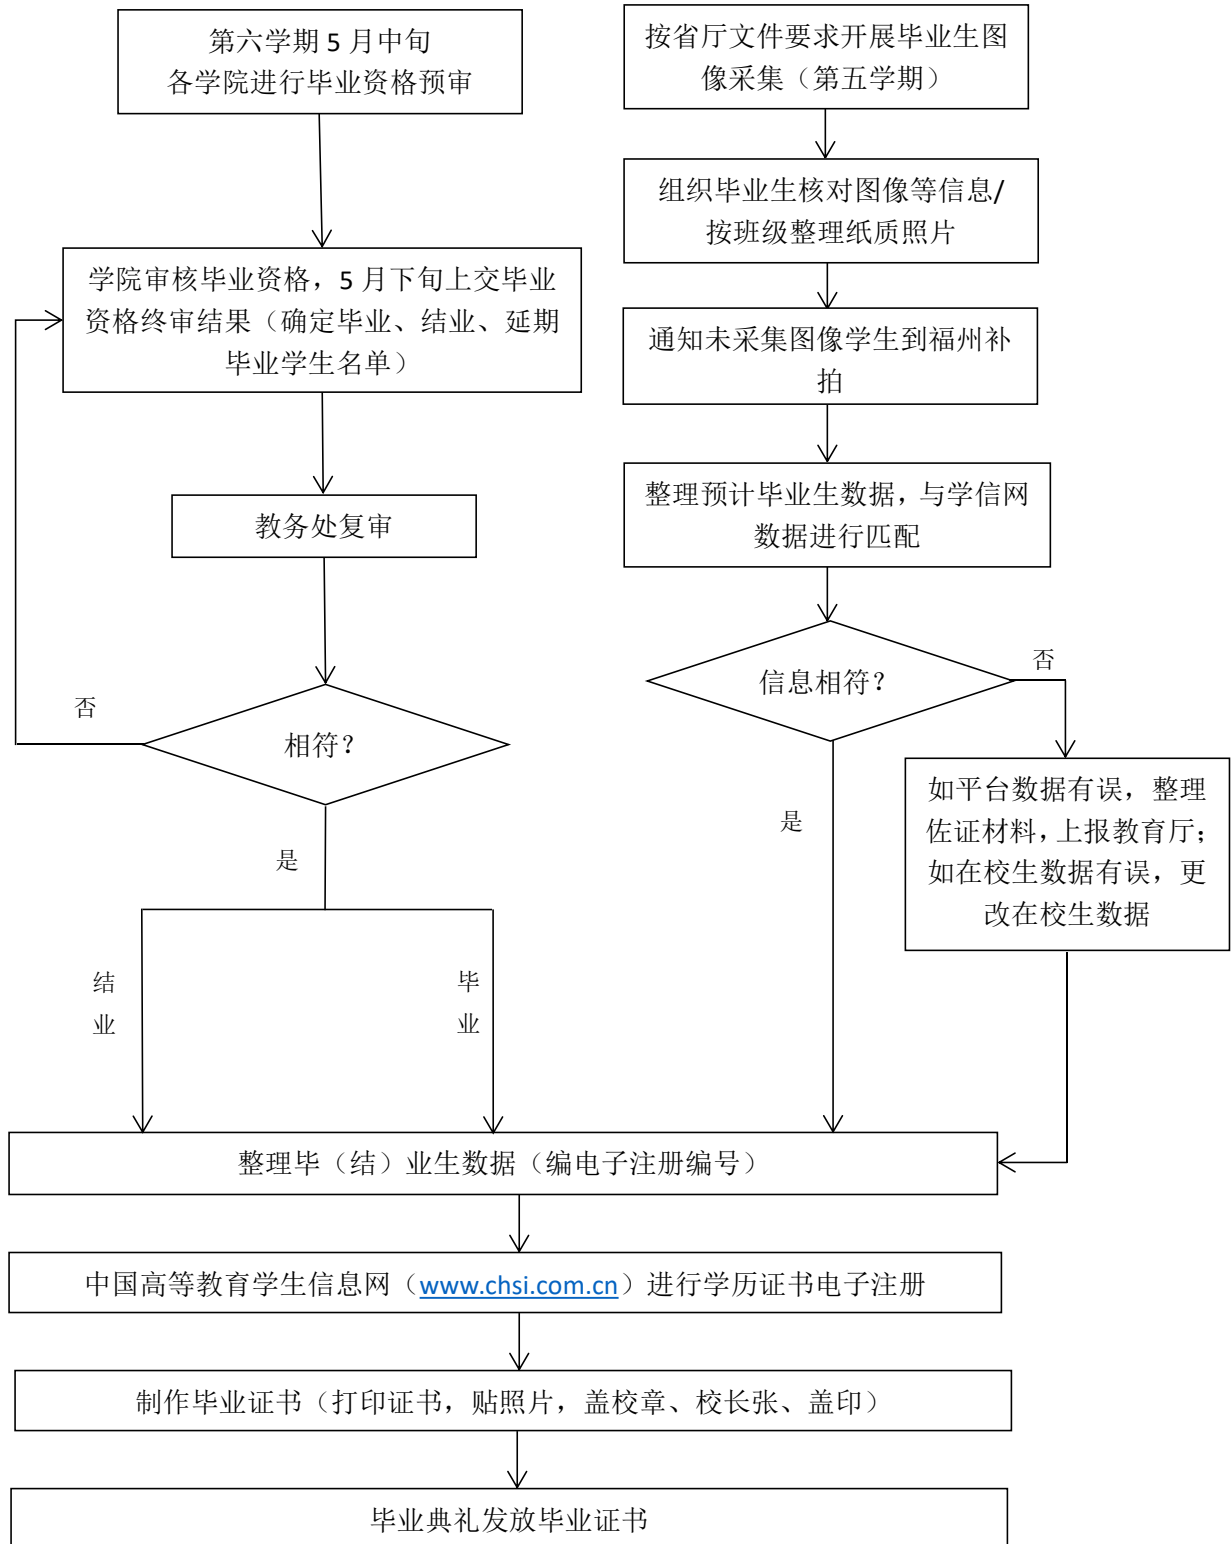 第六学期 5 月中旬
各学院进行毕业资格预审
学院审核毕业资格，5 月下旬上交毕业
资格终审结果（确定毕业、结业、延期
毕业学生名单）
教务处复审
否
相符？
是
结
业
毕
业
按省厅文件要求开展毕业生图
像采集（第五学期）
组织毕业生核对图像等信息/
按班级整理纸质照片
通知未采集图像学生到福州补
拍
整理预计毕业生数据，与学信网
数据进行匹配
信息相符？
否
是
如平台数据有误，整理
佐证材料，上报教育厅；
如在校生数据有误，更
改在校生数据
整理毕（结）业生数据（编电子注册编号）
中国高等教育学生信息网（www.chsi.com.cn）进行学历证书电子注册
制作毕业证书（打印证书，贴照片，盖校章、校长张、盖印）
毕业典礼发放毕业证书